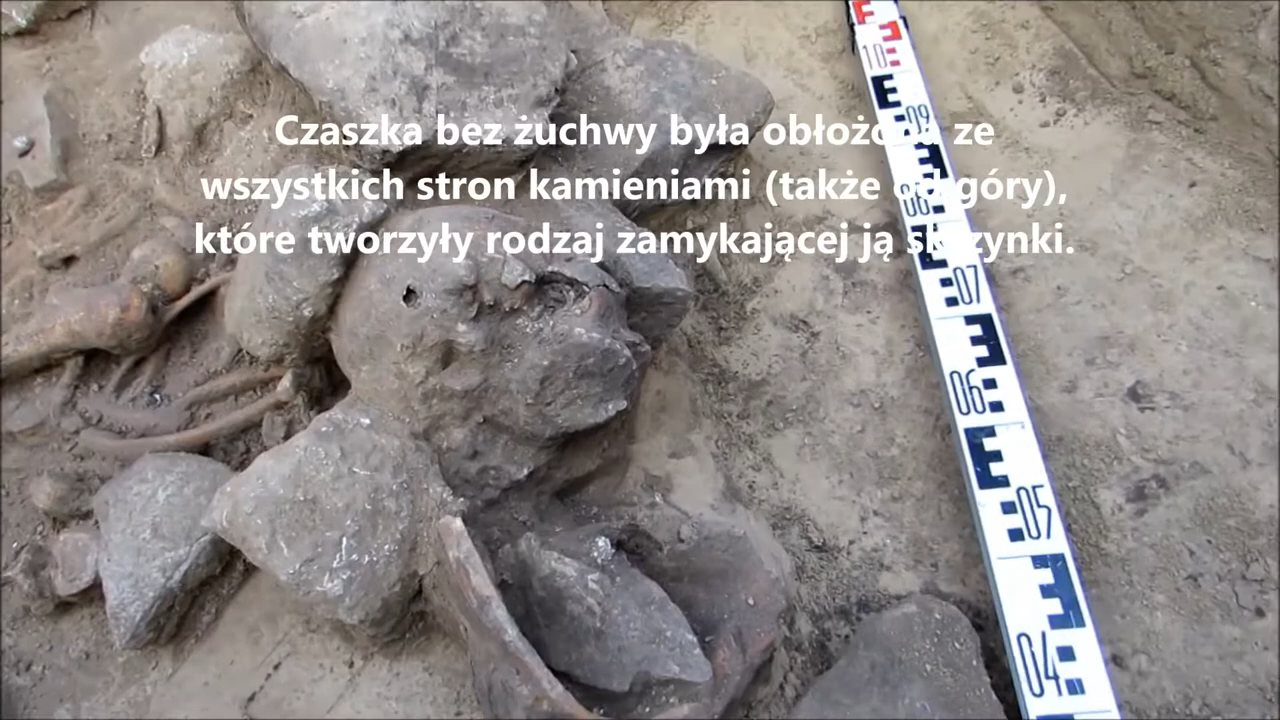 Czaszka bez żuchwy była obłożona ze
wszystkich stron kamieniami (także od góry),
które tworzyły rodzaj zamykającej ją skrzynki.
10
09
08
07
06
05
04